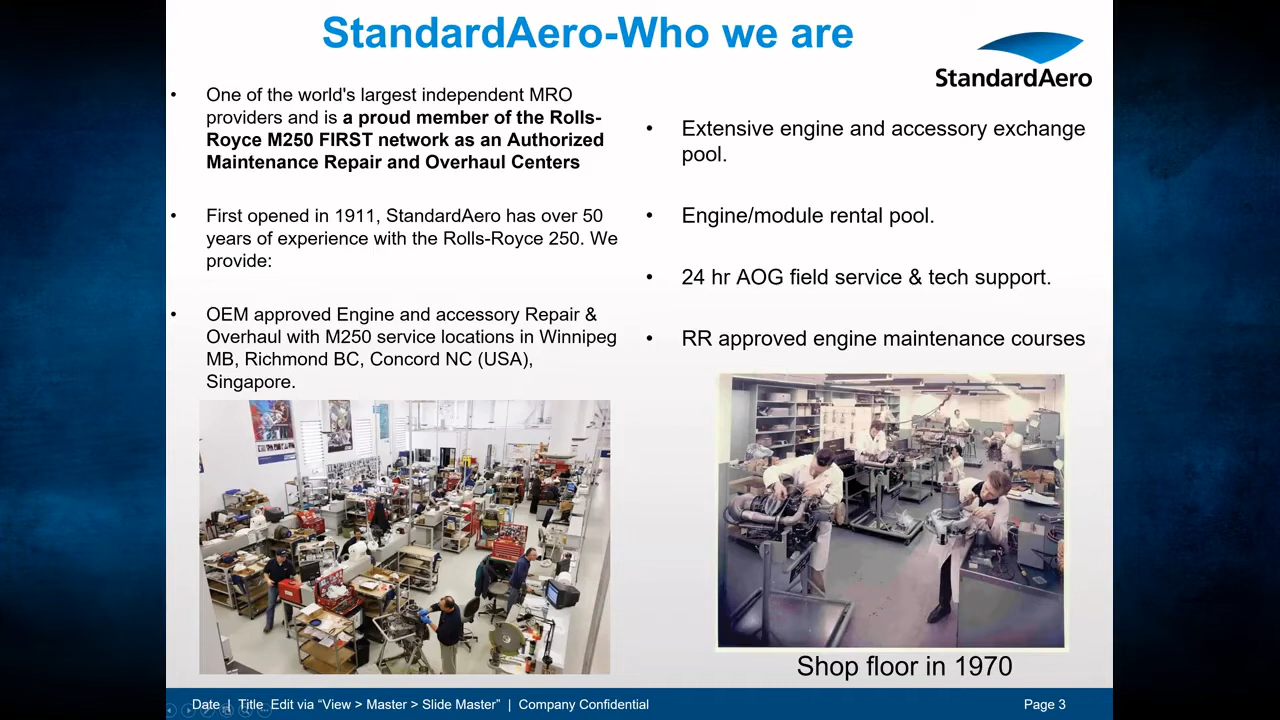 StandardAero-Who we are
StandardAero
• One of the world's largest independent MRO
providers and is a proud member of the Rolls-
Royce M250 FIRST network as an Authorized
Maintenance Repair and Overhaul Centers
• First opened in 1911, StandardAero has over 50
years of experience with the Rolls-Royce 250. We
provide:
• OEM approved Engine and accessory Repair &
Overhaul with M250 service locations in Winnipeg
MB, Richmond BC, Concord NC (USA),
Singapore.
• Extensive engine and accessory exchange
pool.
• Engine/module rental pool.
• 24 hr AOG field service & tech support.
• RR approved engine maintenance courses
Shop floor in 1970
Date | Title Edit via “View > Master > Slide Master” | Company Confidential
Page 3